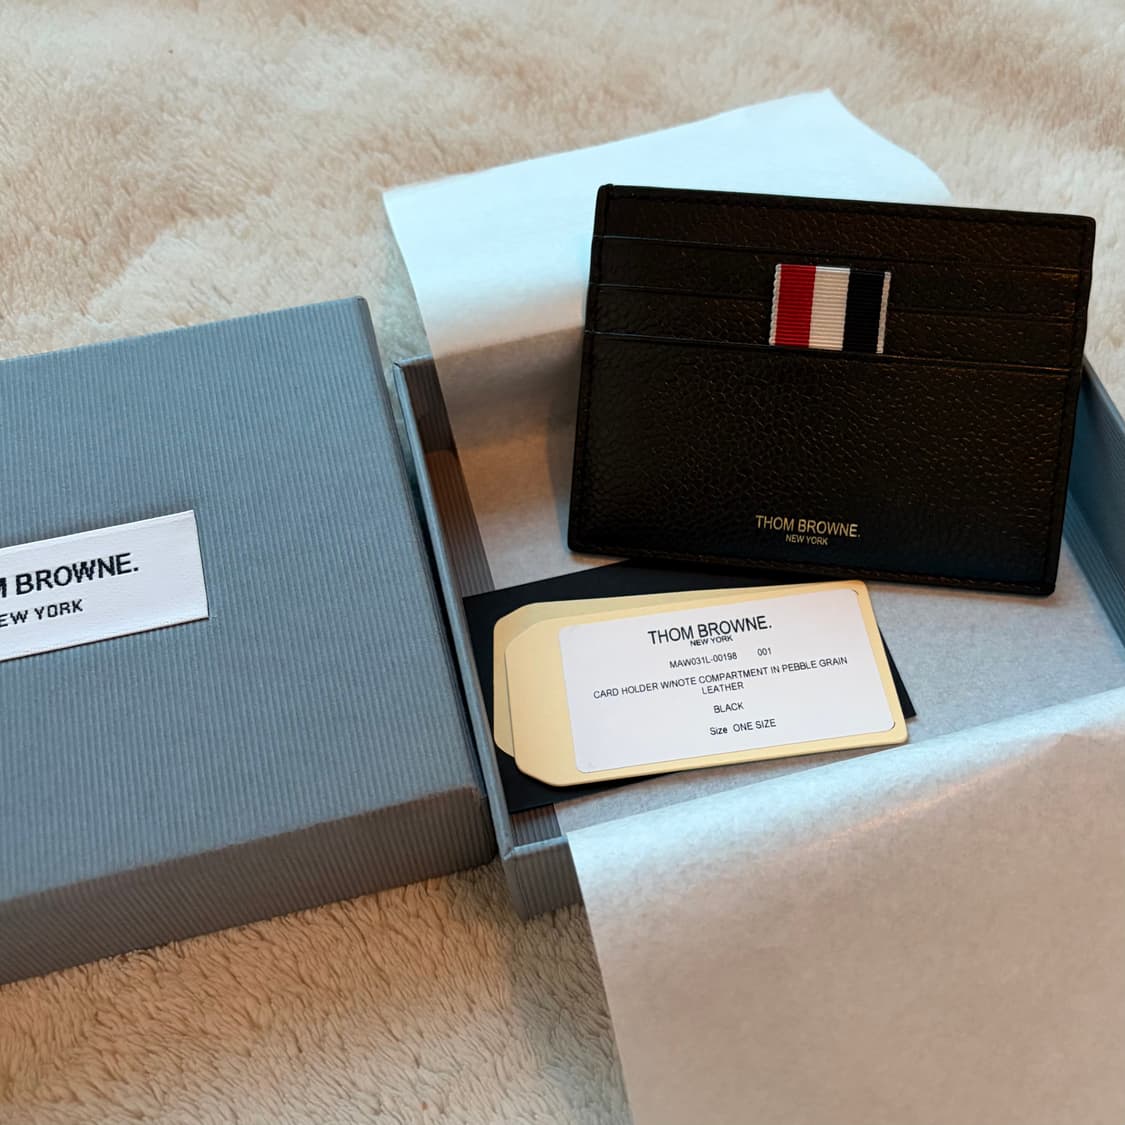 THOM BROWNE.
NEW YORK
M BROWNE.
EW YORK
THOM BROWNE.
NEW YORK
MAW031L-00198 001
CARD HOLDER W/NOTE COMPARTMENT IN PEBBLE GRAIN
LEATHER
BLACK
Size ONE SIZE